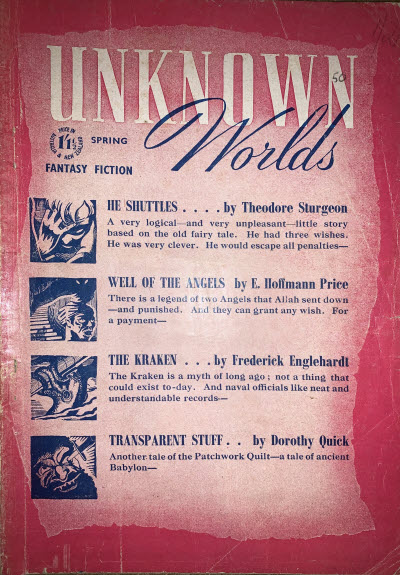 UNKNOWN
50
Worlds
PRICE IN
AUSTRALIA
& NEW ZEALAND
SPRING
FANTASY FICTION
HE SHUTTLES . . . . by Theodore Sturgeon
A very logical—and very unpleasant—little story
based on the old fairy tale. He had three wishes.
He was very clever. He would escape all penalties—
WELL OF THE ANGELS by E. Hoffmann Price
There is a legend of two Angels that Allah sent down
—and punished. And they can grant any wish. For
a payment—
THE KRAKEN . . . by Frederick Englehardt
The Kraken is a myth of long ago ; not a thing that
could exist to-day. And naval officials like neat and
understandable records—
TRANSPARENT STUFF . . by Dorothy Quick
Another tale of the Patchwork Quilt—a tale of ancient
Babylon—